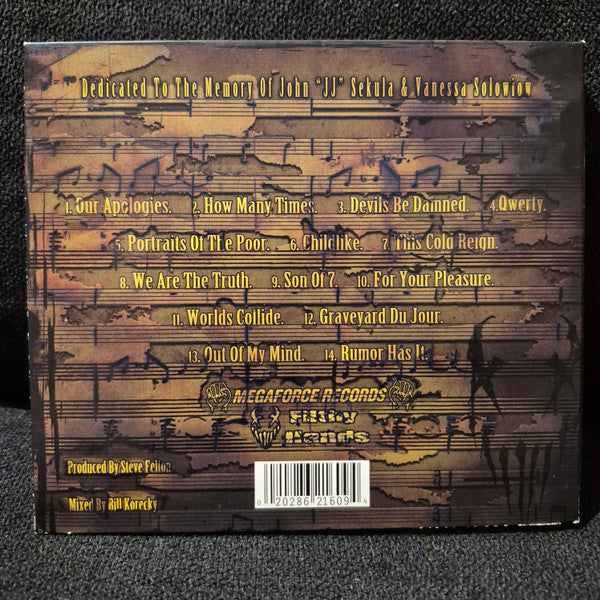 Dedicated To The Memory Of John "JJ" Sekula & Vanessa Solowiow
1. Our Apologies. 2. How Many Times. 3. Devils Be Damned. 4. Qwerty.
5. Portraits Of The Poor. 6. Childlike. 7. This Cold Reign.
8. We Are The Truth. 9. Son Of 7. 10. For Your Pleasure.
11. Worlds Collide. 12. Graveyard Du Jour.
13. Out Of My Mind. 14. Rumor Has It.
MEGAFORCE RECORDS
Filthy
Hands
Produced By Steve Felton
Mixed By Bill Korecky
0 20286 21609 4